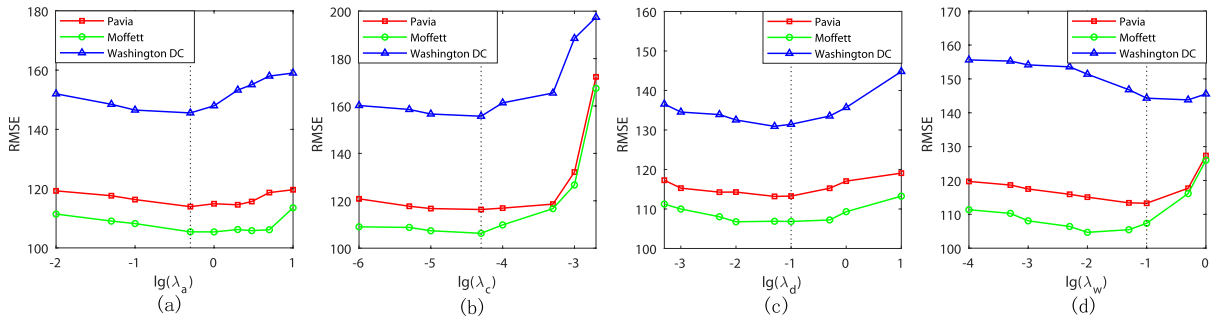 180
160
140
120
100
RMSE
Pavia
Moffett
Washington DC
-2
-1
0
1
lg(λa)
(a)
200
180
160
140
120
100
RMSE
Pavia
Moffett
Washington DC
-6
-5
-4
-3
lg(λc)
(b)
160
150
140
130
120
110
100
RMSE
Pavia
Moffett
Washington DC
-3
-2
-1
0
1
lg(λd)
(c)
170
160
150
140
130
120
110
100
RMSE
Pavia
Moffett
Washington DC
-4
-3
-2
-1
0
lg(λw)
(d)